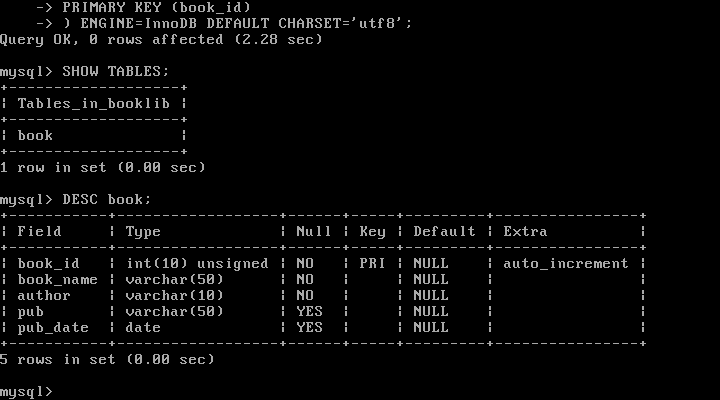 -> PRIMARY KEY (book_id)
    -> ) ENGINE=InnoDB DEFAULT CHARSET='utf8';
Query OK, 0 rows affected (2.28 sec)
mysql> SHOW TABLES;
+-------------------+
¦ Tables_in_booklib ¦
+-------------------+
¦ book              ¦
+-------------------+
1 row in set (0.00 sec)
mysql> DESC book;
+-----------+------------------+------+-----+---------+----------------+
¦ Field     ¦ Type             ¦ Null ¦ Key ¦ Default ¦ Extra          ¦
+-----------+------------------+------+-----+---------+----------------+
¦ book_id   ¦ int(10) unsigned ¦ NO   ¦ PRI ¦ NULL    ¦ auto_increment ¦
¦ book_name ¦ varchar(50)      ¦ NO   ¦     ¦ NULL    ¦                ¦
¦ author    ¦ varchar(10)      ¦ NO   ¦     ¦ NULL    ¦                ¦
¦ pub       ¦ varchar(50)      ¦ YES  ¦     ¦ NULL    ¦                ¦
¦ pub_date  ¦ date             ¦ YES  ¦     ¦ NULL    ¦                ¦
+-----------+------------------+------+-----+---------+----------------+
5 rows in set (0.00 sec)
mysql>